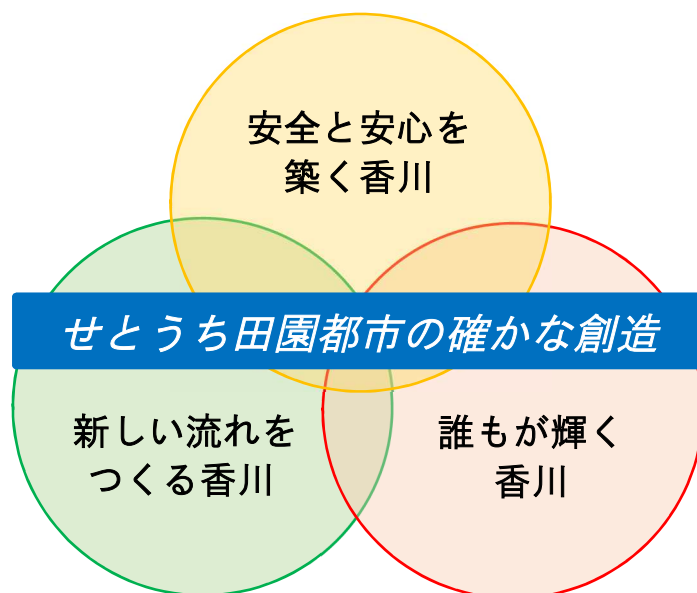 安全と安心を
築く香川
せとうち田園都市の確かな創造
新しい流れを
つくる香川
誰もが輝く
香川